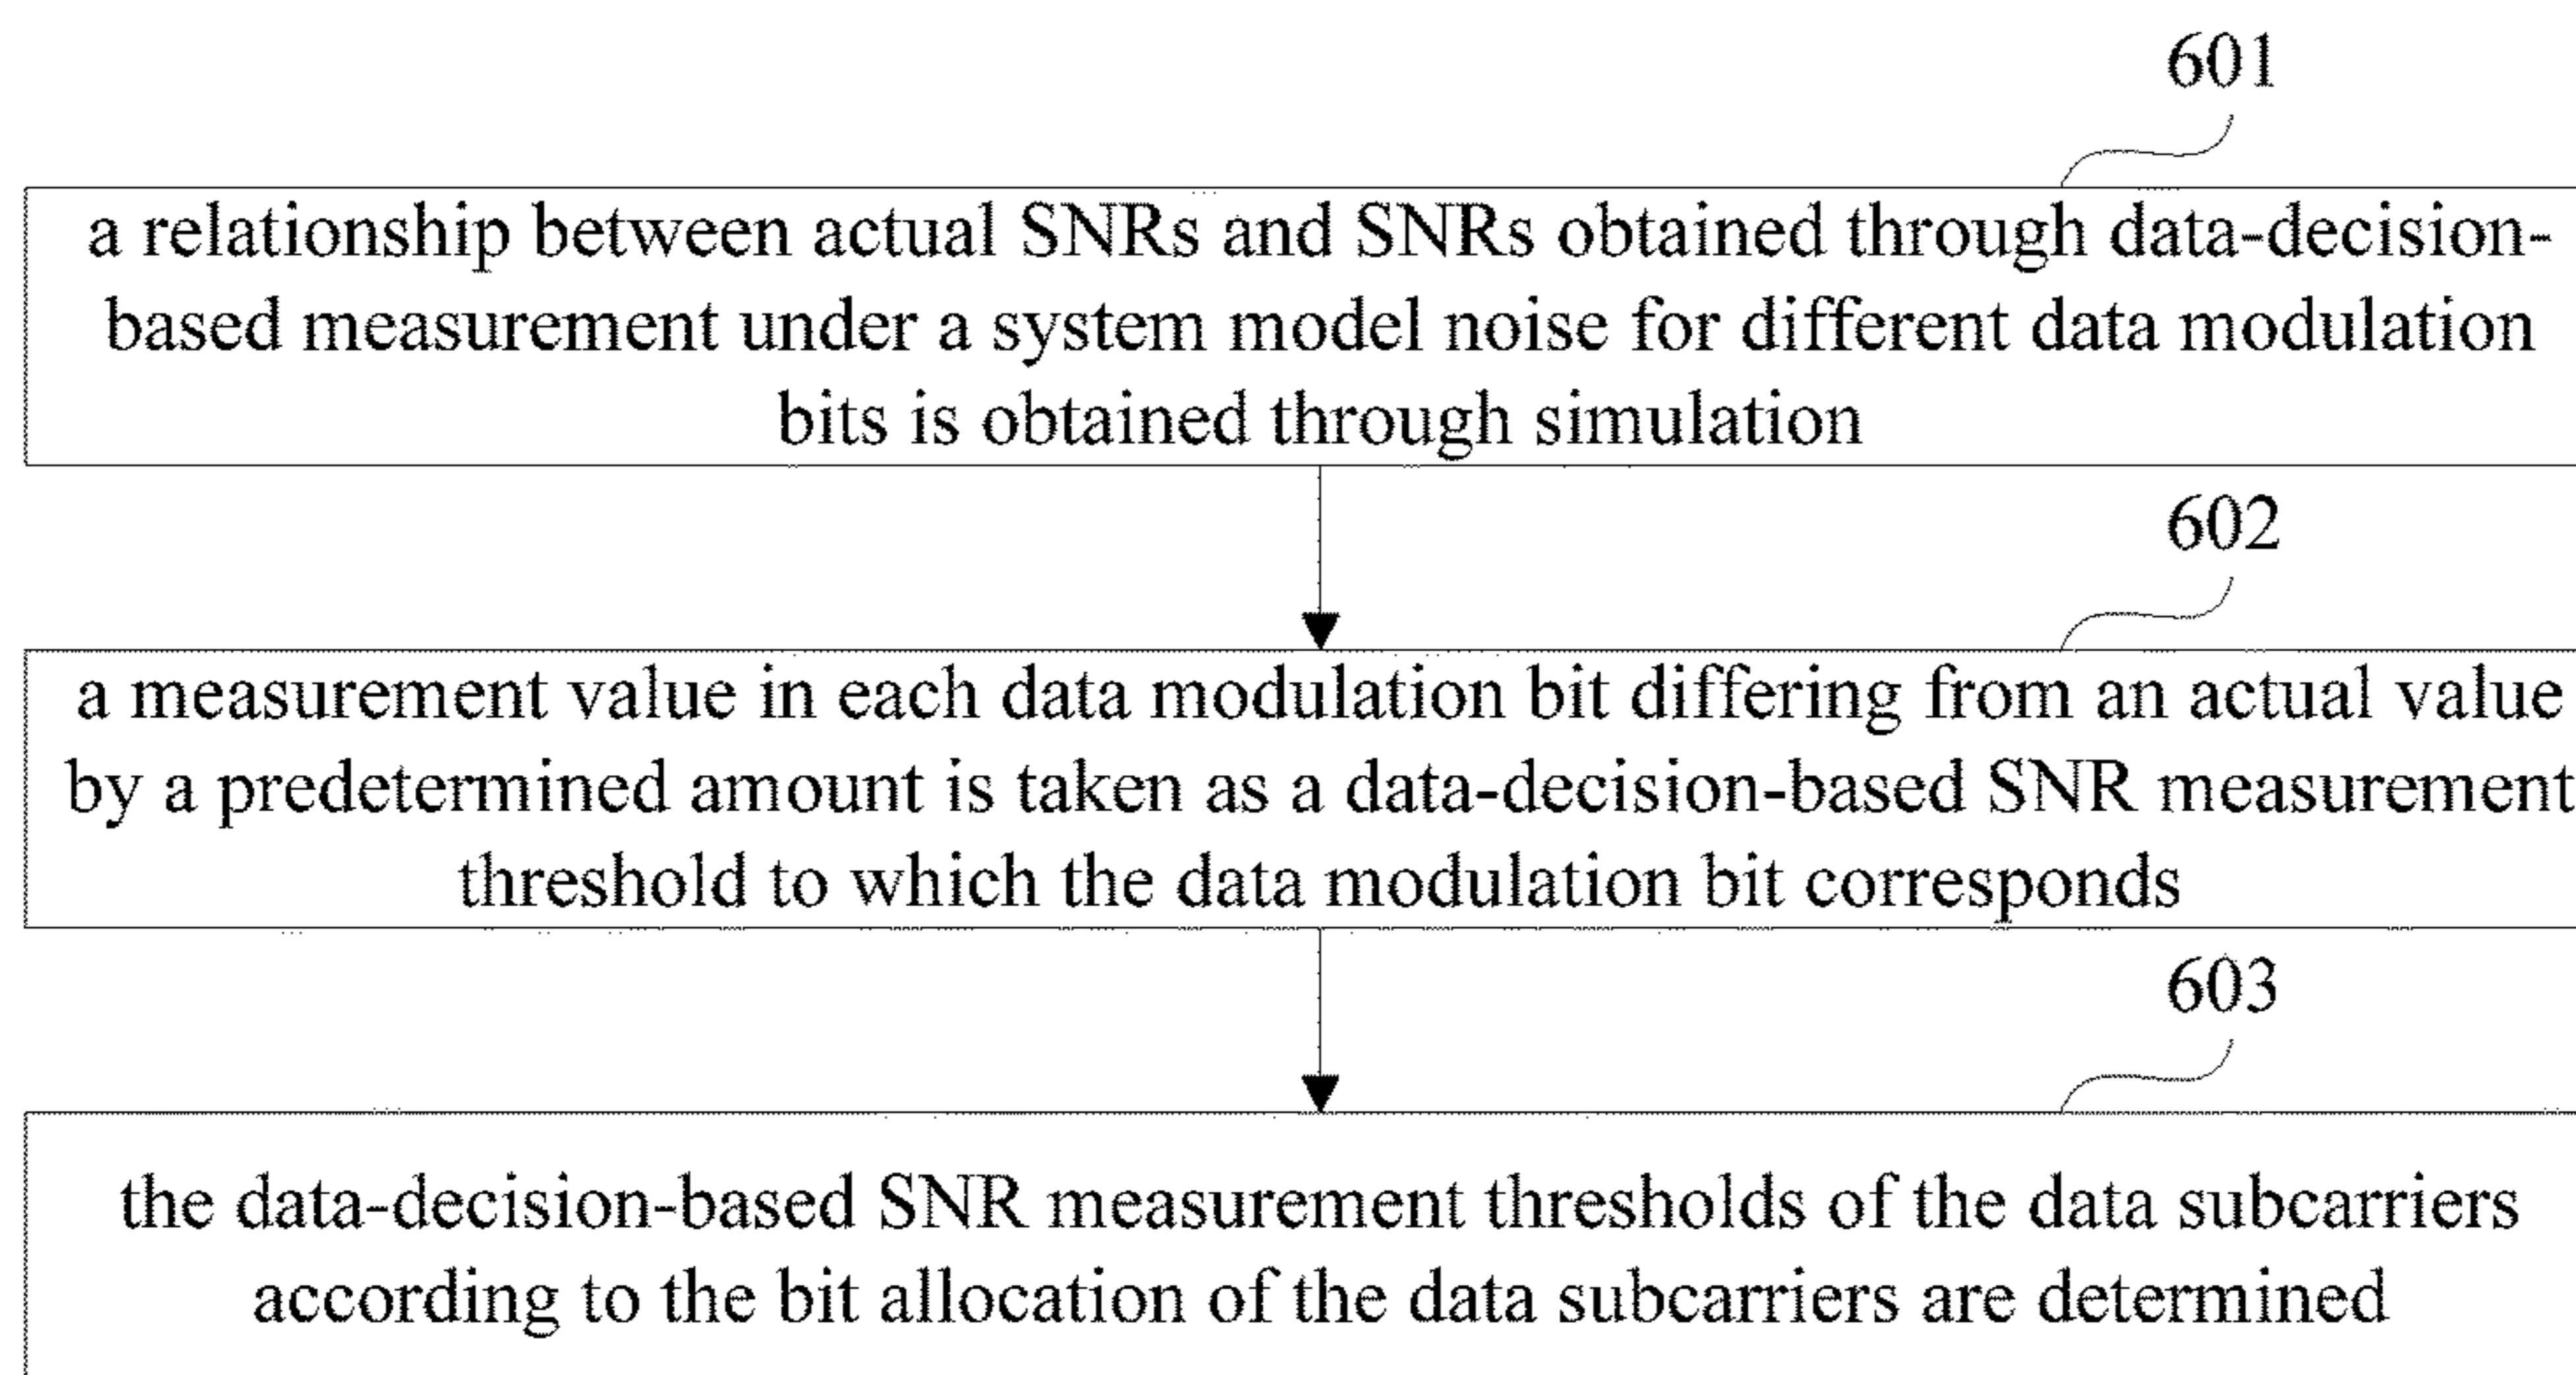 601
a relationship between actual SNRs and SNRs obtained through data-decision-
based measurement under a system model noise for different data modulation
bits is obtained through simulation
602
a measurement value in each data modulation bit differing from an actual value
by a predetermined amount is taken as a data-decision-based SNR measurement
threshold to which the data modulation bit corresponds
603
the data-decision-based SNR measurement thresholds of the data subcarriers
according to the bit allocation of the data subcarriers are determined